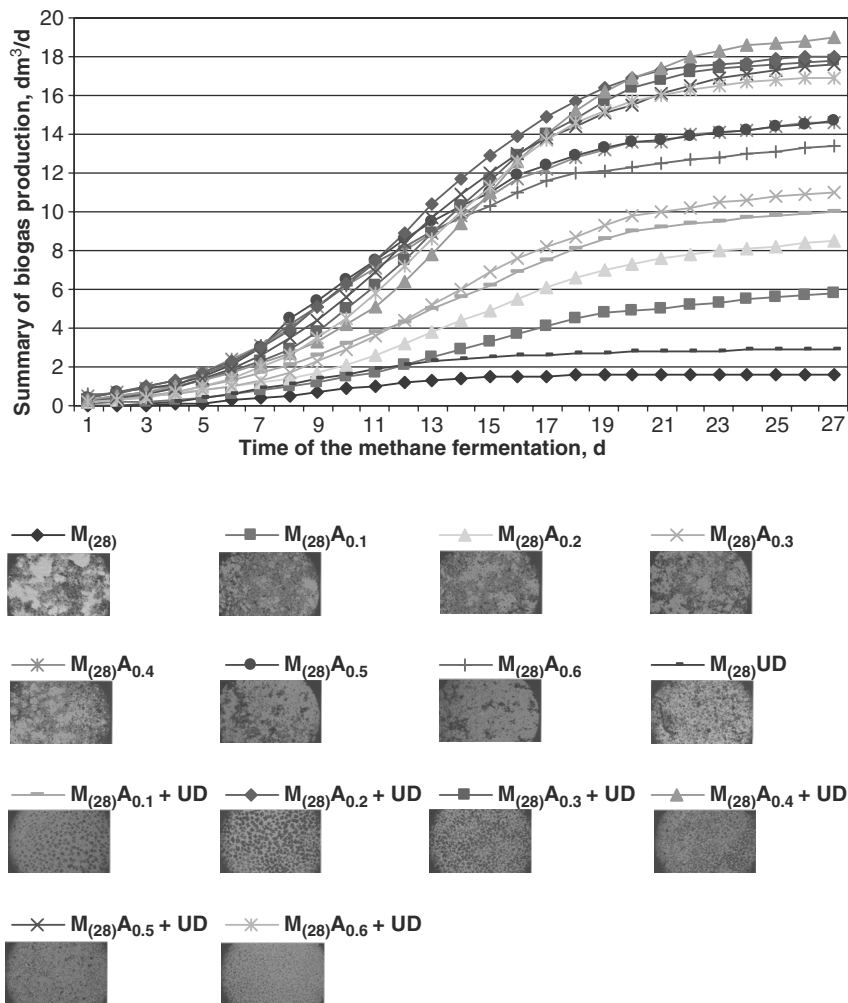 20
18
16
14
12
10
8
6
4
2
0
Summary of biogas production, dm³/d
1 3 5 7 9 11 13 15 17 19 21 23 25 27
Time of the methane fermentation, d
M(28) M(28)A0.1 M(28)A0.2 M(28)A0.3
M(28)A0.4 M(28)A0.5 M(28)A0.6 M(28)UD
M(28)A0.1 + UD M(28)A0.2 + UD M(28)A0.3 + UD M(28)A0.4 + UD
M(28)A0.5 + UD M(28)A0.6 + UD